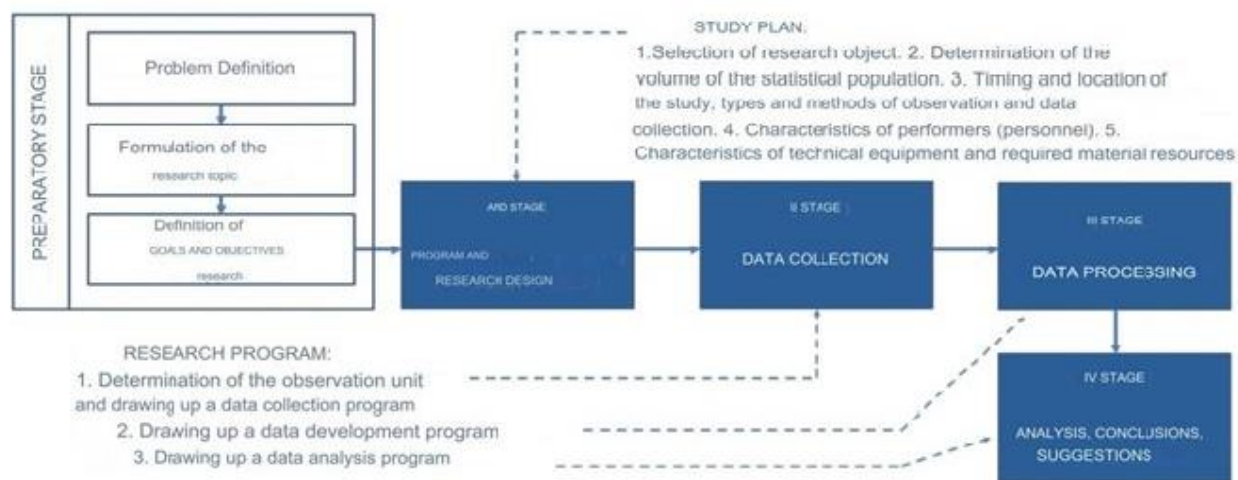 PREPARATORY STAGE
Problem Definition
Formulation of the
research topic
Definition of
GOALS AND OBJECTIVES
research
STUDY PLAN:
1.Selection of research object. 2. Determination of the
volume of the statistical population. 3. Timing and location of
the study, types and methods of observation and data
collection. 4. Characteristics of performers (personnel). 5.
Characteristics of technical equipment and required material resources
AND STAGE
PROGRAM AND
RESEARCH DESIGN
II STAGE
DATA COLLECTION
III STAGE
DATA PROCESSING
IV STAGE
ANALYSIS, CONCLUSIONS,
SUGGESTIONS
RESEARCH PROGRAM:
1. Determination of the observation unit
and drawing up a data collection program
2. Drawing up a data development program
3. Drawing up a data analysis program